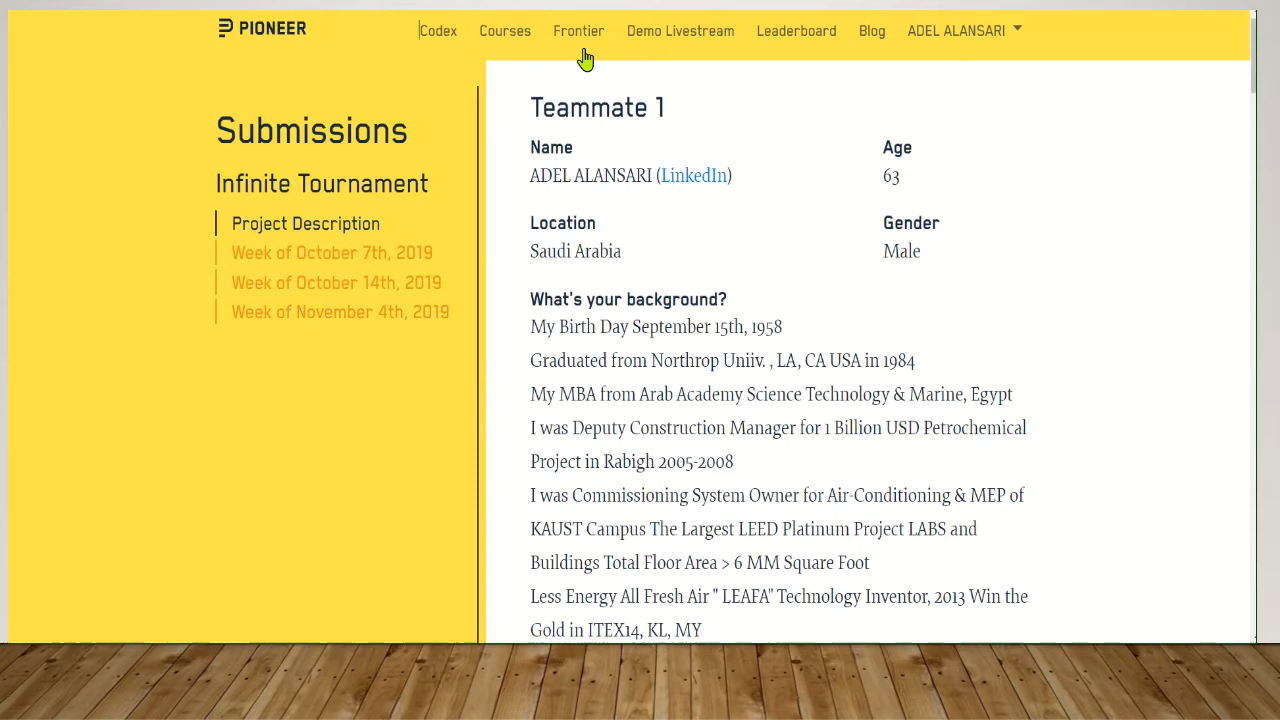 PIONEER
Codex Courses Frontier Demo Livestream Leaderboard Blog ADEL ALANSARI
Submissions
Infinite Tournament
Project Description
Week of October 7th, 2019
Week of October 14th, 2019
Week of November 4th, 2019
Teammate 1
Name Age
ADEL ALANSARI (LinkedIn) 63
Location Gender
Saudi Arabia Male
What's your background?
My Birth Day September 15th, 1958
Graduated from Northrop Uniiv. , LA, CA USA in 1984
My MBA from Arab Academy Science Technology & Marine, Egypt
I was Deputy Construction Manager for 1 Billion USD Petrochemical
Project in Rabigh 2005-2008
I was Commissioning System Owner for Air-Conditioning & MEP of
KAUST Campus The Largest LEED Platinum Project LABS and
Buildings Total Floor Area > 6 MM Square Foot
Less Energy All Fresh Air " LEAFA" Technology Inventor, 2013 Win the
Gold in ITEX14, KL, MY